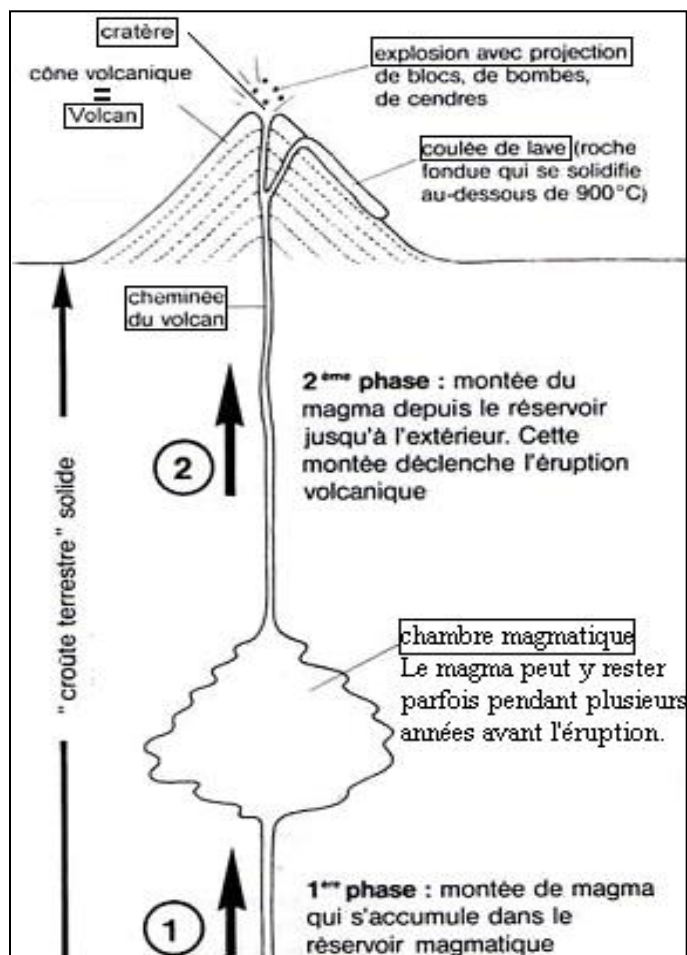 cratère
cône volcanique
=
Volcan
explosion avec projection
de blocs, de bombes,
de cendres
coulée de lave (roche
fondue qui se solidifie
au-dessous de 900°C)
cheminée
du volcan
2ème phase : montée du
magma depuis le réservoir
jusqu'à l'extérieur. Cette
montée déclenche l'éruption
volcanique
2
"croûte terrestre" solide
chambre magmatique
Le magma peut y rester
parfois pendant plusieurs
années avant l'éruption.
1ère phase : montée de magma
qui s'accumule dans le
réservoir magmatique
1